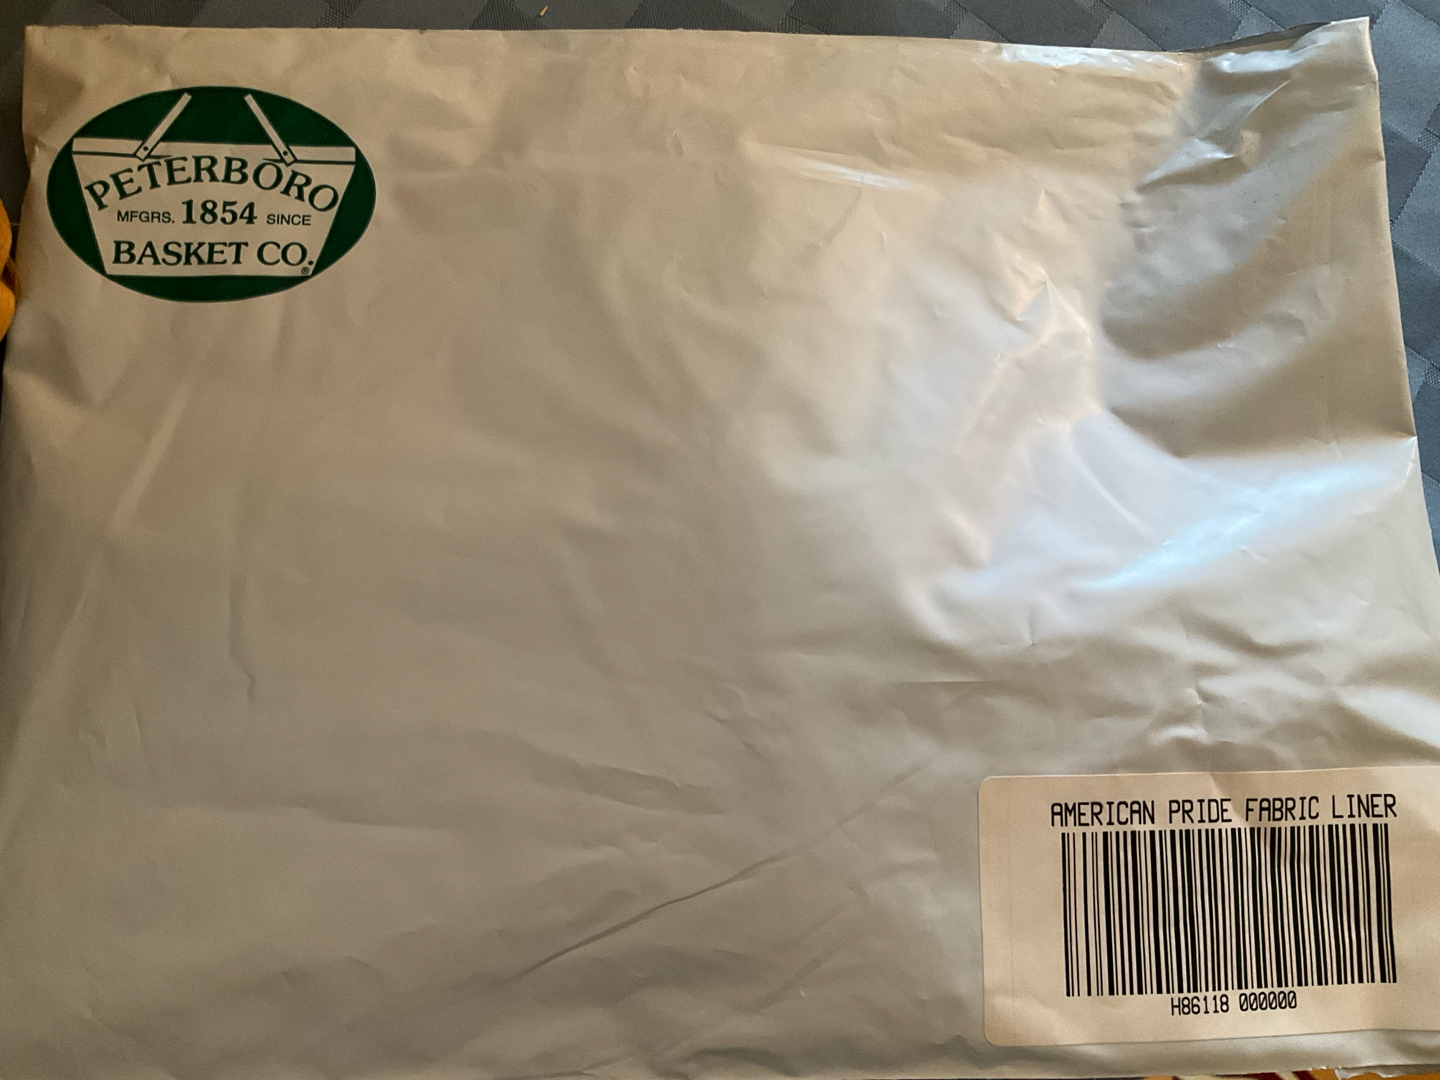 PETERBORO
MFGRS. 1854 SINCE
BASKET CO.®
AMERICAN PRIDE FABRIC LINER
H86118 000000